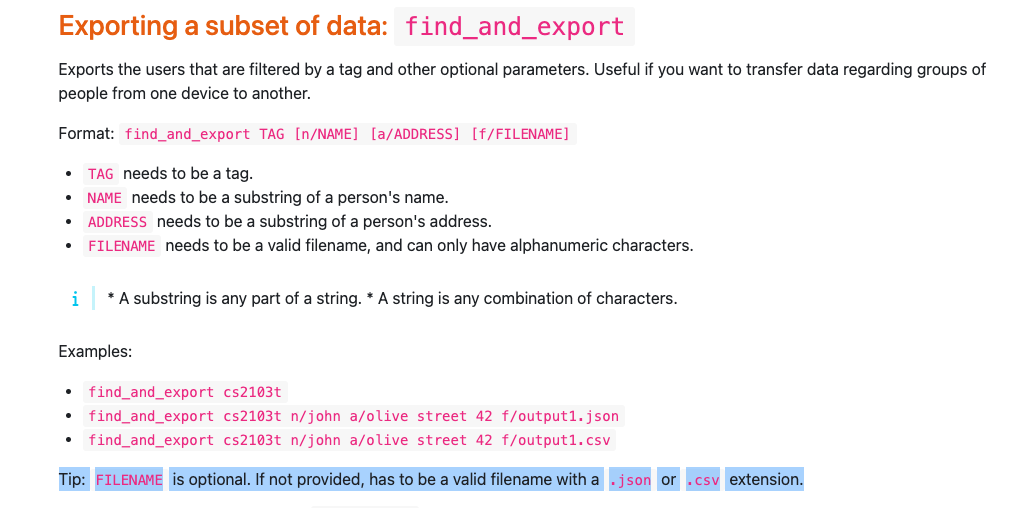 Exporting a subset of data: find_and_export
Exports the users that are filtered by a tag and other optional parameters. Useful if you want to transfer data regarding groups of
people from one device to another.
Format: find_and_export TAG [n/NAME] [a/ADDRESS] [f/FILENAME]
• TAG needs to be a tag.
• NAME needs to be a substring of a person's name.
• ADDRESS needs to be a substring of a person's address.
• FILENAME needs to be a valid filename, and can only have alphanumeric characters.
i * A substring is any part of a string. * A string is any combination of characters.
Examples:
• find_and_export cs2103t
• find_and_export cs2103t n/john a/olive street 42 f/output1.json
• find_and_export cs2103t n/john a/olive street 42 f/output1.csv
Tip: FILENAME is optional. If not provided, has to be a valid filename with a .json or .csv extension.